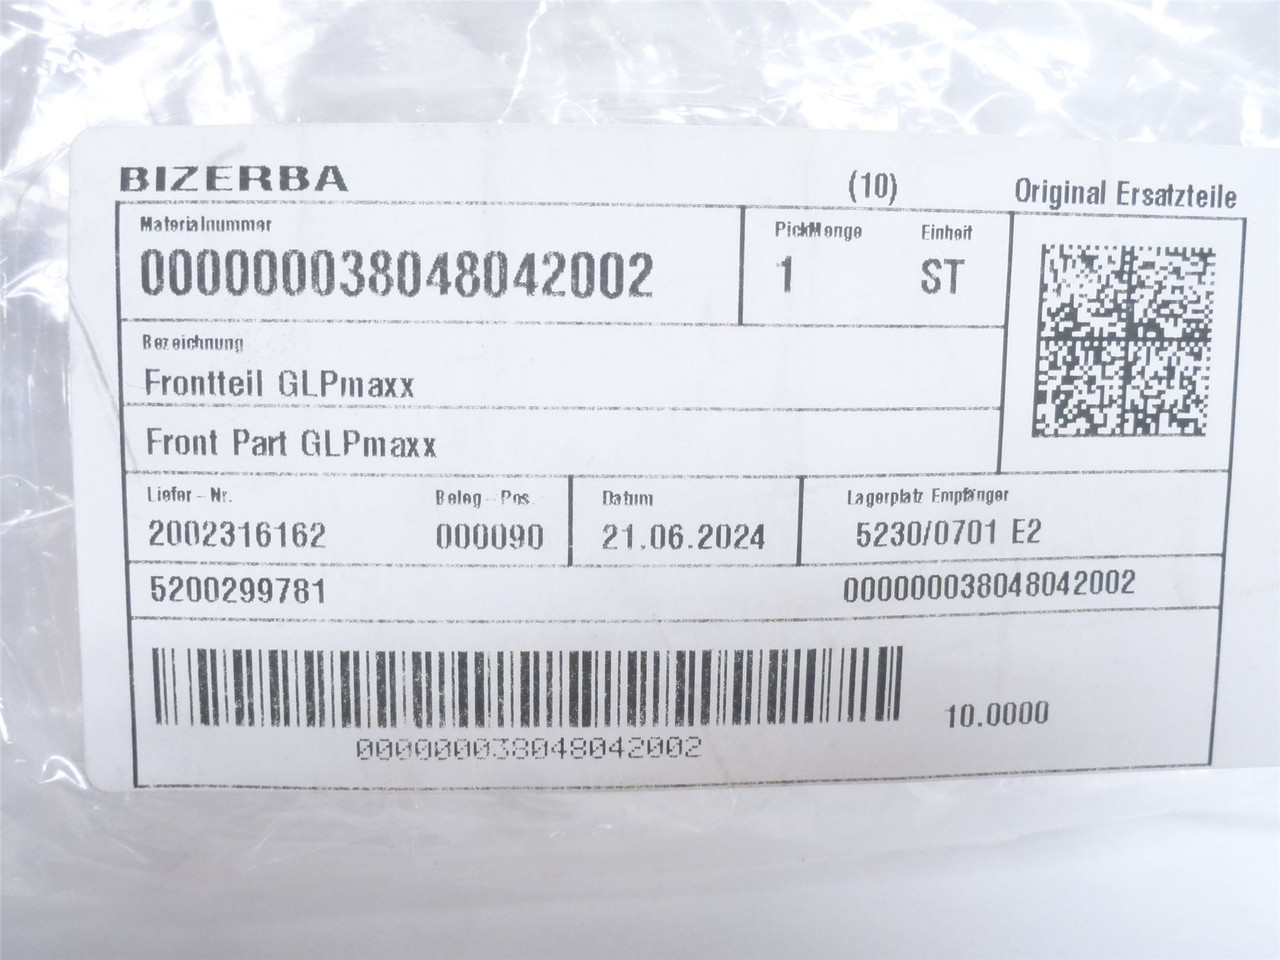 BIZERBA (10) Original Ersatzteile
Materialnummer PickMenge Einheit
000000038048042002 1 ST
Bezeichnung
Frontteil GLPmaxx
Front Part GLPmaxx
Liefer-Nr. Beleg-Pos. Datum Lagerplatz Empfänger
2002316162 000090 21.06.2024 5230/0701 E2
5200299781 000000038048042002
10.0000
000000038048042002